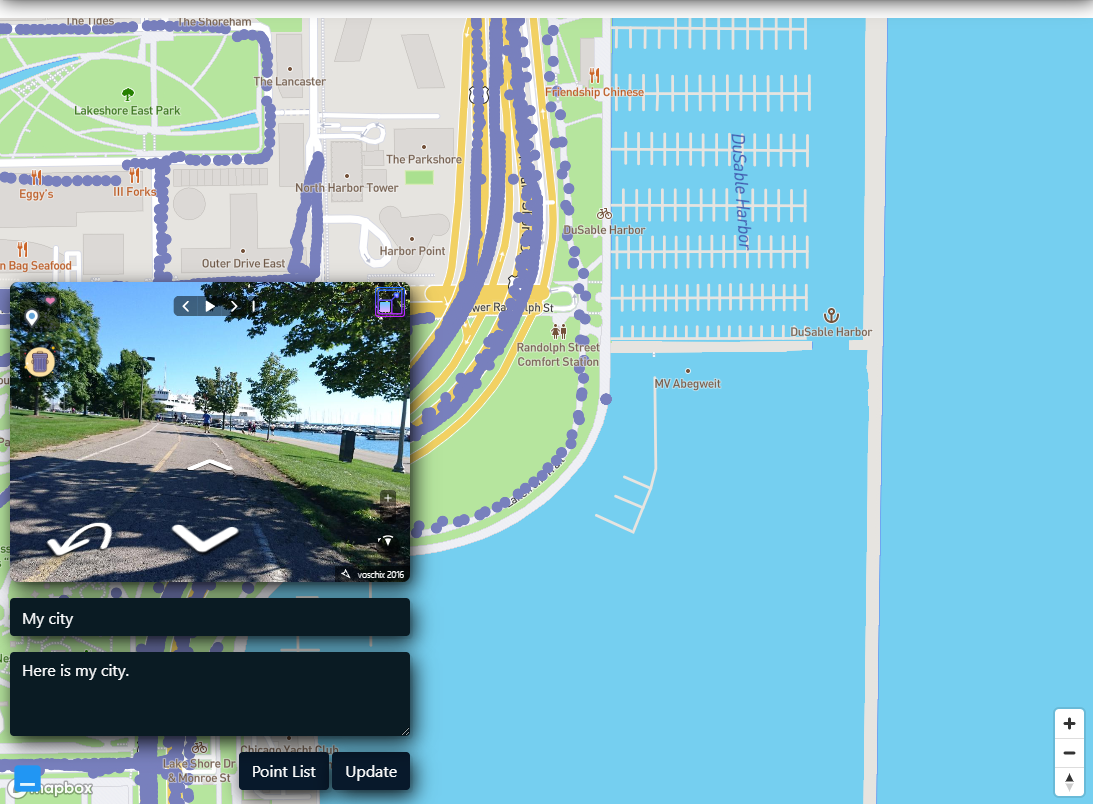 The Tides
The Shoreham
The Lancaster
Lakeshore East Park
Friendship Chinese
The Parkshore
North Harbor Tower
Eggy's
III Forks
DuSable Harbor
DuSable Harbor
Harbor Point
n Bag Seafood
Outer Drive East
wer Randolph St
DuSable Harbor
Randolph Street
Comfort Station
MV Abegweit
voschix 2016
My city
Here is my city.
Chicago Yacht Club
Lake Shore Dr
& Monroe St
Point List
Update
mapbox